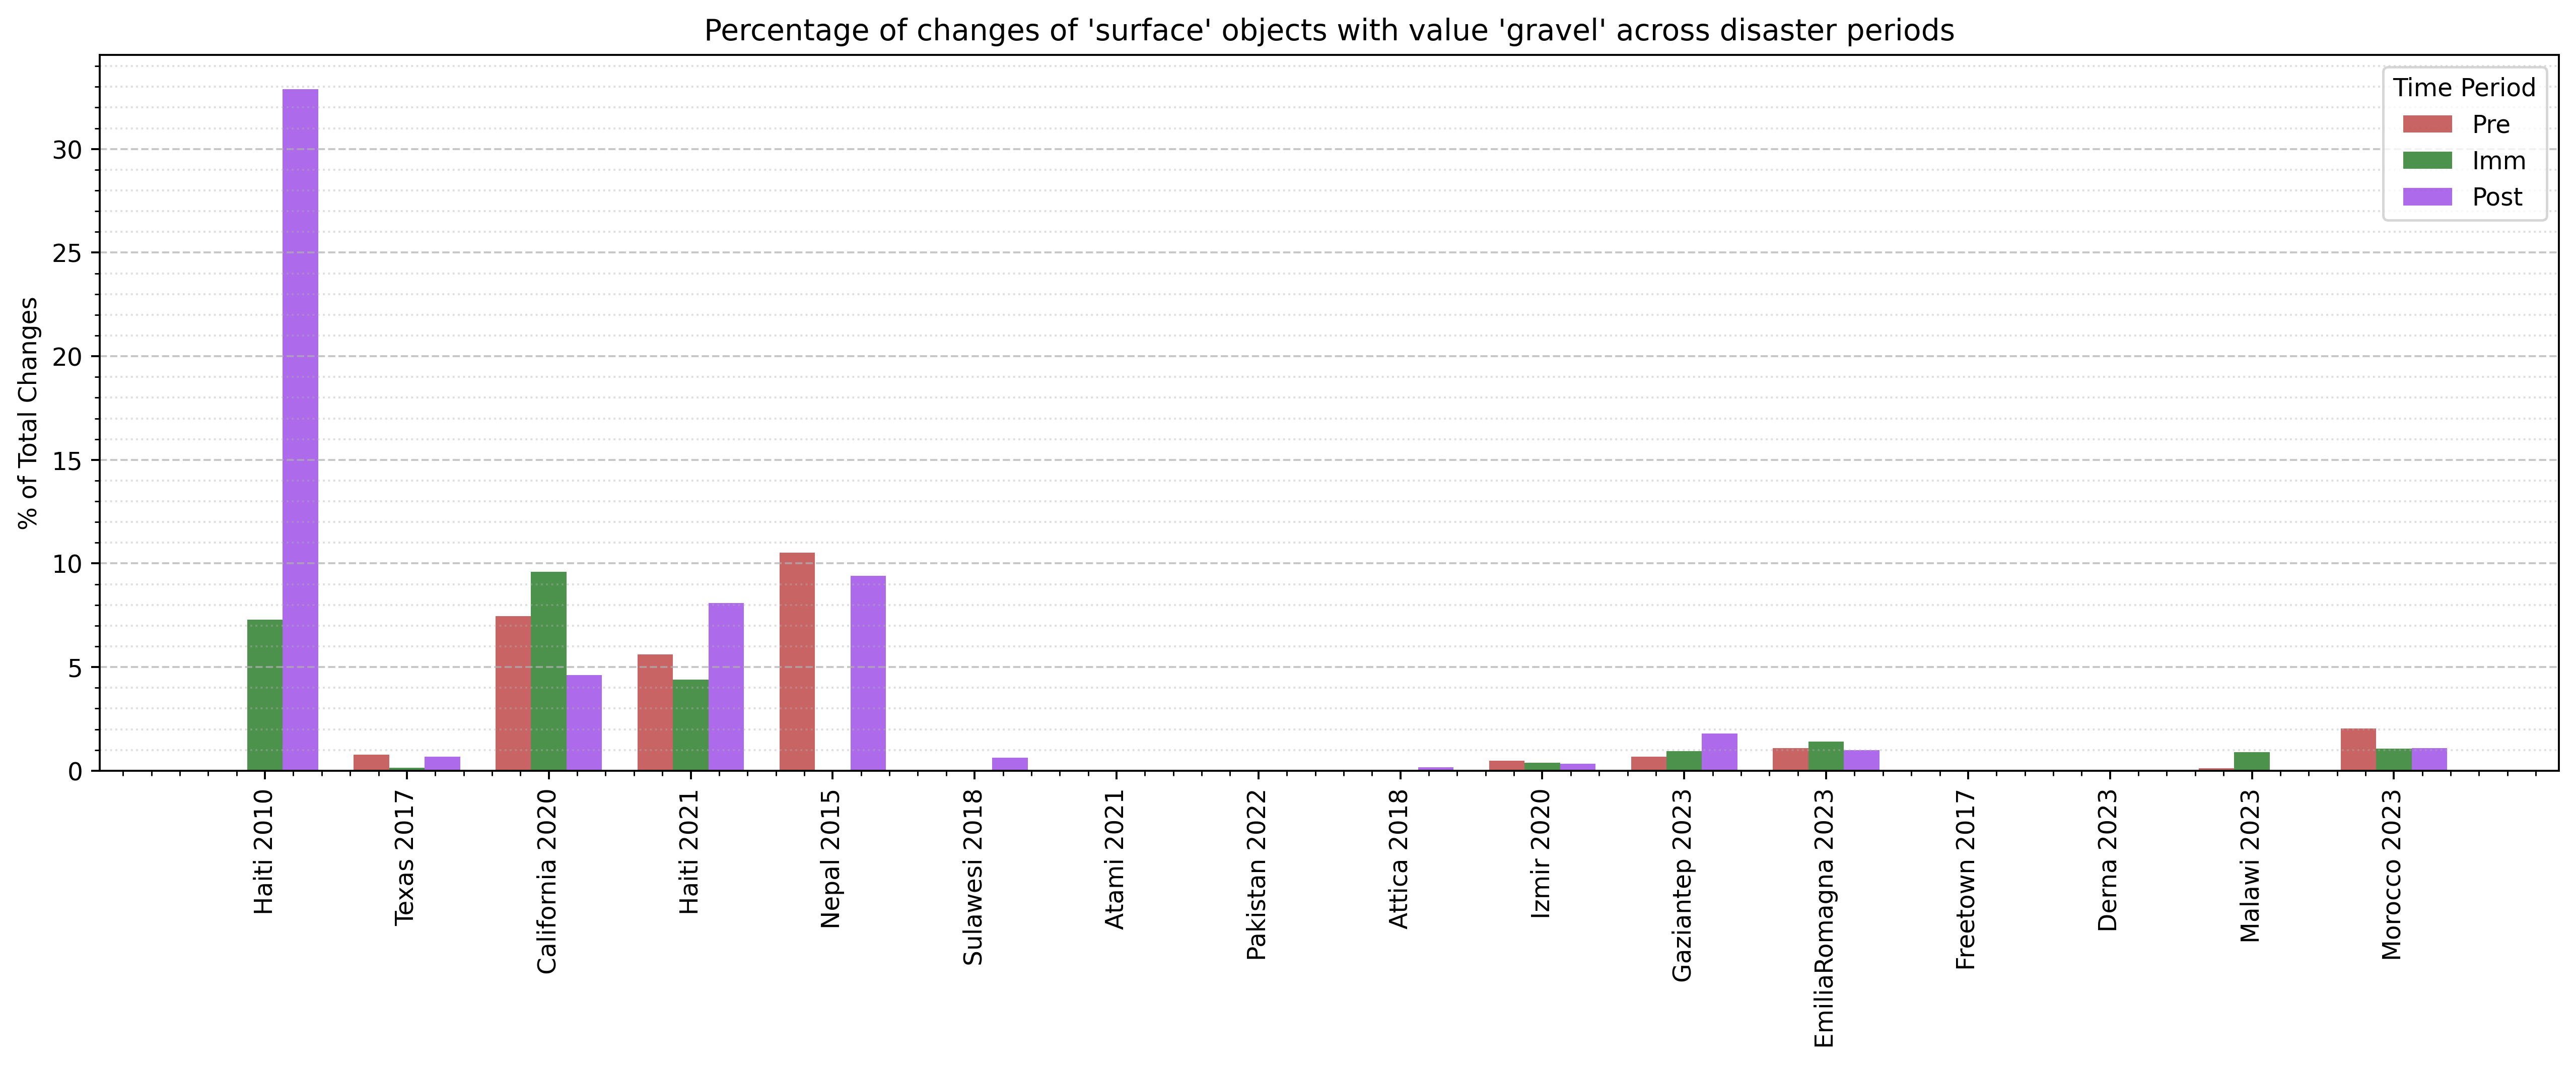 Percentage of changes of 'surface' objects with value 'gravel' across disaster periods
% of Total Changes
30
25
20
15
10
5
0
Time Period
Pre
Imm
Post
Haiti 2010
Texas 2017
California 2020
Haiti 2021
Nepal 2015
Sulawesi 2018
Atami 2021
Pakistan 2022
Attica 2018
Izmir 2020
Gaziantep 2023
EmiliaRomagna 2023
Freetown 2017
Derna 2023
Malawi 2023
Morocco 2023